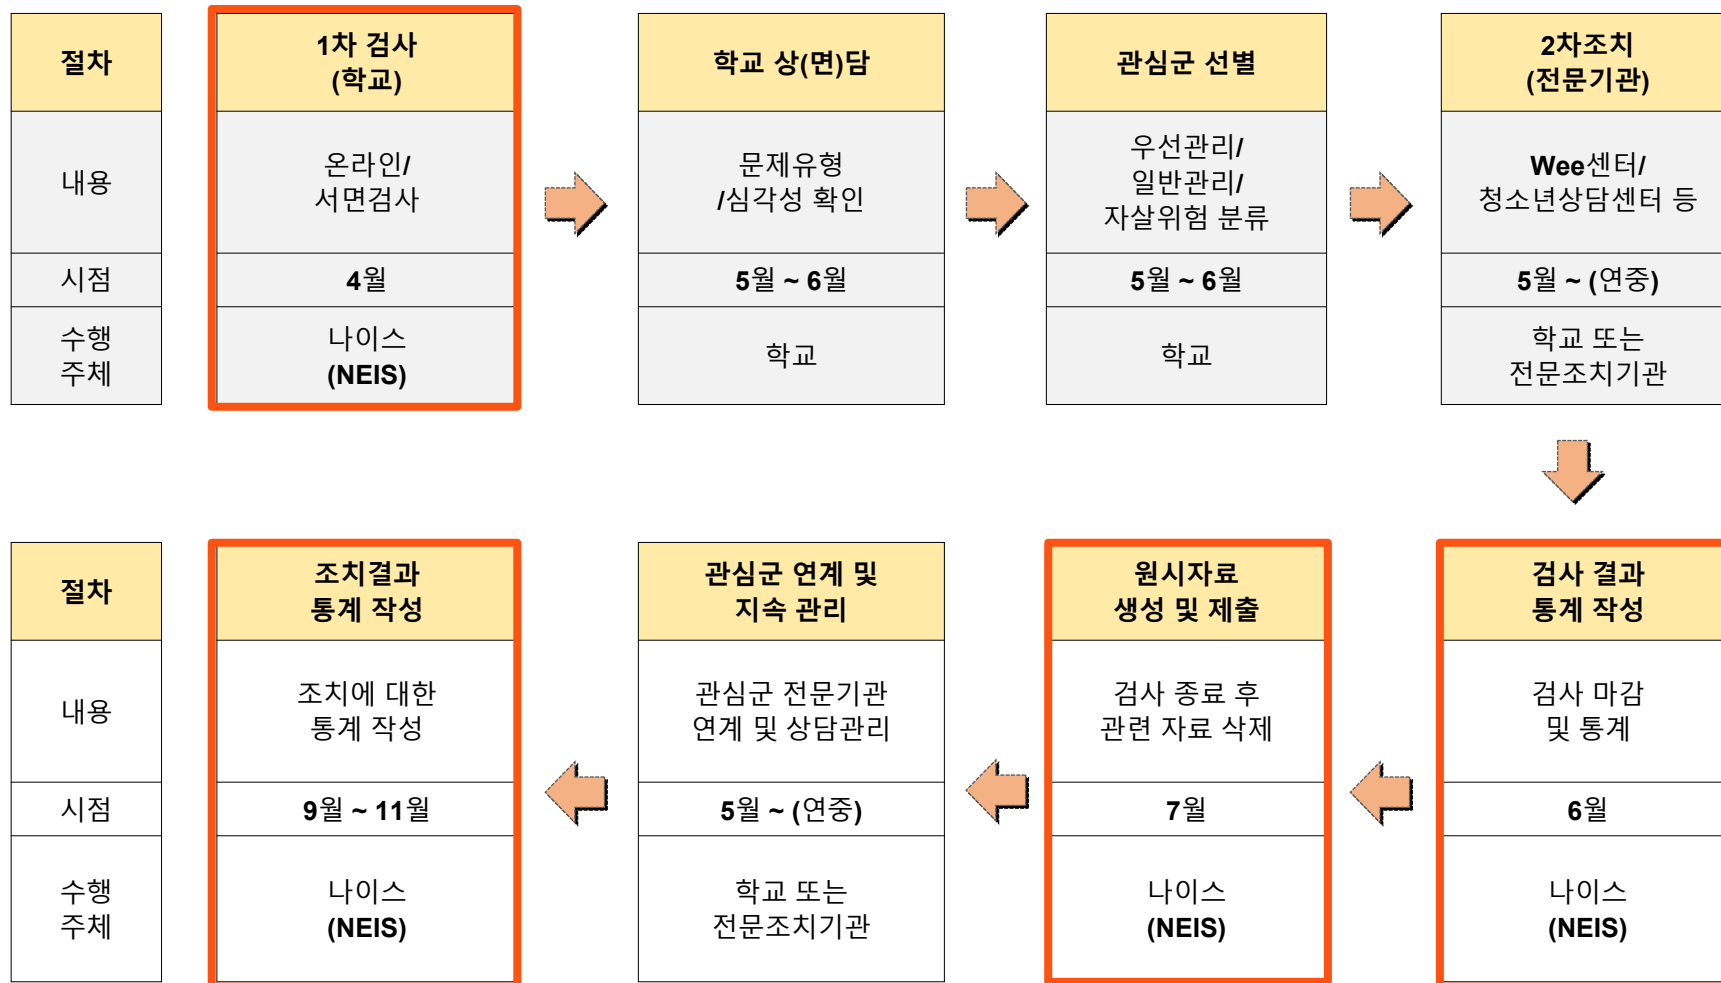 절차
1차 검사
(학교)
학교 상(면)담
관심군 선별
2차조치
(전문기관)
내용
온라인/
서면검사
문제유형
/심각성 확인
우선관리/
일반관리/
자살위험 분류
Wee센터/
청소년상담센터 등
시점
4월
5월 ~ 6월
5월 ~ 6월
5월 ~ (연중)
수행
주체
나이스
(NEIS)
학교
학교
학교 또는
전문조치기관
절차
조치결과
통계 작성
관심군 연계 및
지속 관리
원시자료
생성 및 제출
검사 결과
통계 작성
내용
조치에 대한
통계 작성
관심군 전문기관
연계 및 상담관리
검사 종료 후
관련 자료 삭제
검사 마감
및 통계
시점
9월 ~ 11월
5월 ~ (연중)
7월
6월
수행
주체
나이스
(NEIS)
학교 또는
전문조치기관
나이스
(NEIS)
나이스
(NEIS)